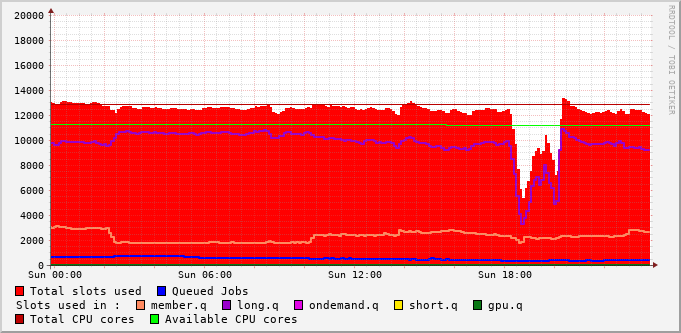 20000
18000
16000
14000
12000
10000
8000
6000
4000
2000
0
Sun 00:00 Sun 06:00 Sun 12:00 Sun 18:00
RRDTOOL / TOBI OETIKER
Total slots used Queued Jobs
Slots used in : member.q long.q ondemand.q short.q gpu.q
Total CPU cores Available CPU cores